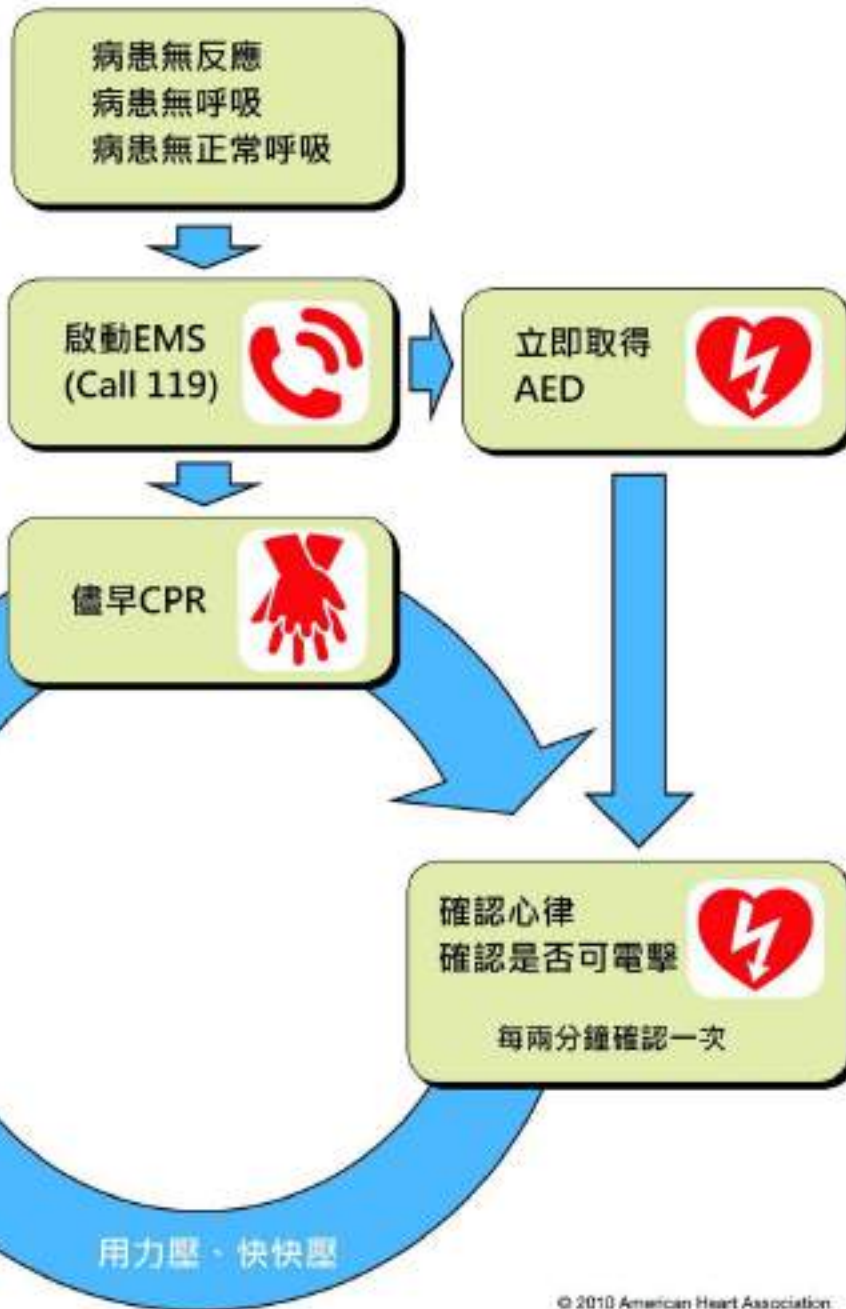 病患無反應
病患無呼吸
病患無正常呼吸
啟動EMS
(Call 119)
立即取得
AED
儘早CPR
確認心律
確認是否可電擊
每兩分鐘確認一次
用力壓、快快壓
© 2010 American Heart Association